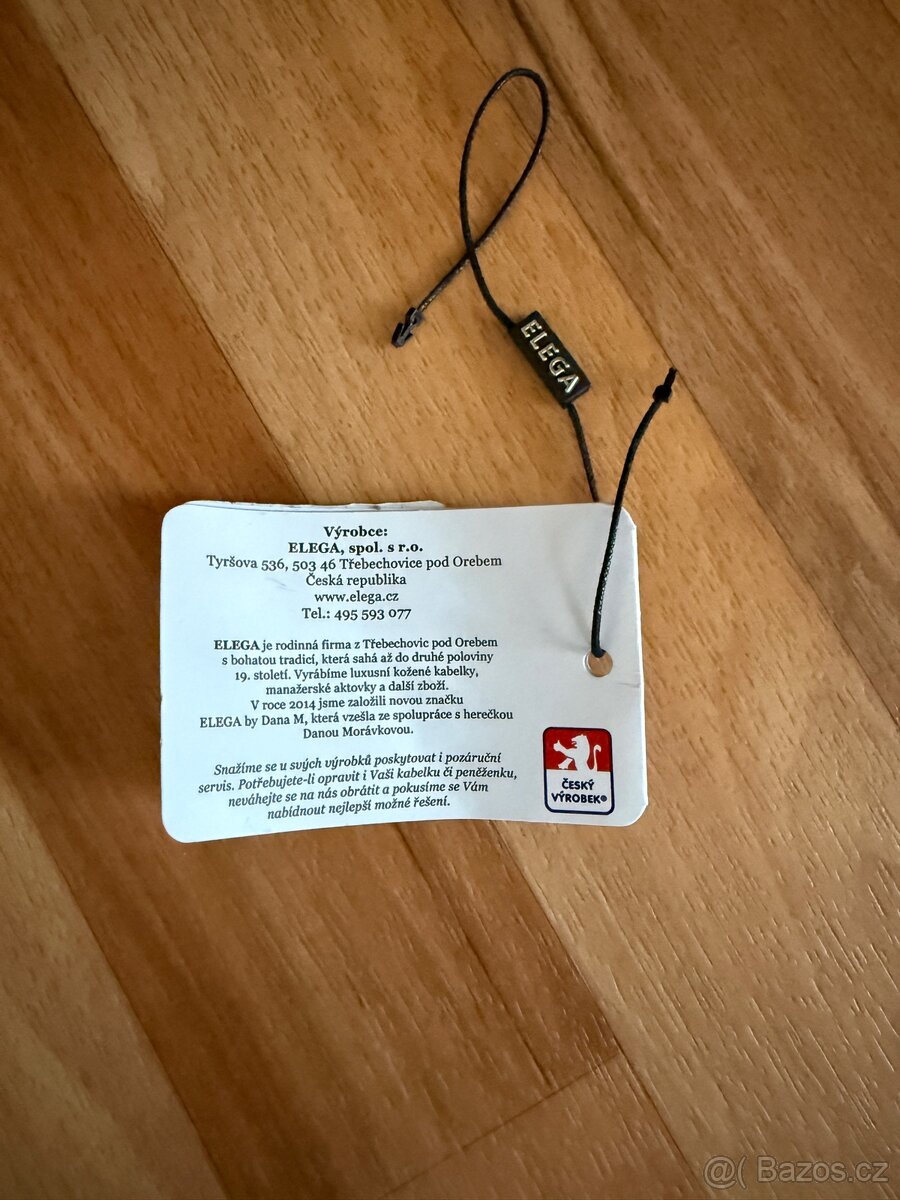 ELEGA
Výrobce:
ELEGA, spol. s r.o.
Tyršova 536, 503 46 Třebechovice pod Orebem
Česká republika
www.elega.cz
Tel.: 495 593 077
ELEGA je rodinná firma z Třebechovic pod Orebem
s bohatou tradicí, která sahá až do druhé poloviny
19. století. Vyrábíme luxusní kožené kabelky,
manažerské aktovky a další zboží.
V roce 2014 jsme založili novou značku
ELEGA by Dana M, která vzešla ze spolupráce s herečkou
Danou Morávkovou.
Snažíme se u svých výrobků poskytovat i pozáruční
servis. Potřebujete-li opravit i Vaši kabelku či peněženku,
neváhejte se na nás obrátit a pokusíme se Vám
nabídnout nejlepší možné řešení.
ČESKÝ
VÝROBEK®
@( Bazos.cz